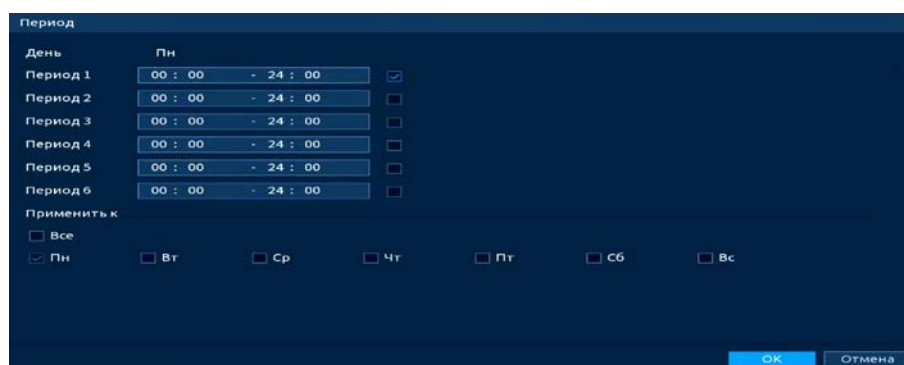 Период
День Пн
Период 1 00 : 00 - 24 : 00
Период 2 00 : 00 - 24 : 00
Период 3 00 : 00 - 24 : 00
Период 4 00 : 00 - 24 : 00
Период 5 00 : 00 - 24 : 00
Период 6 00 : 00 - 24 : 00
Применить к
Все
Пн Вт Ср Чт Пт Сб Вс
OK Отмена